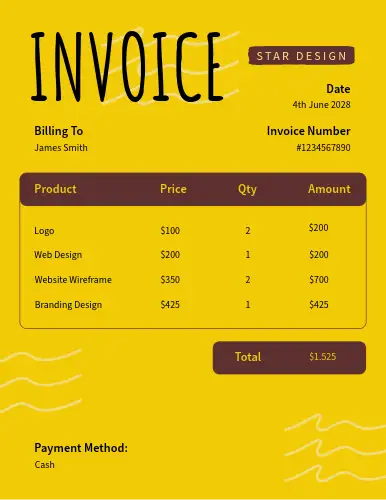 INVOICE
STAR DESIGN
Date
4th June 2028
Billing To
James Smith
Invoice Number
#1234567890
Product Price Qty Amount
Logo $100 2 $200
Web Design $200 1 $200
Website Wireframe $350 2 $700
Branding Design $425 1 $425
Total $1.525
Payment Method:
Cash